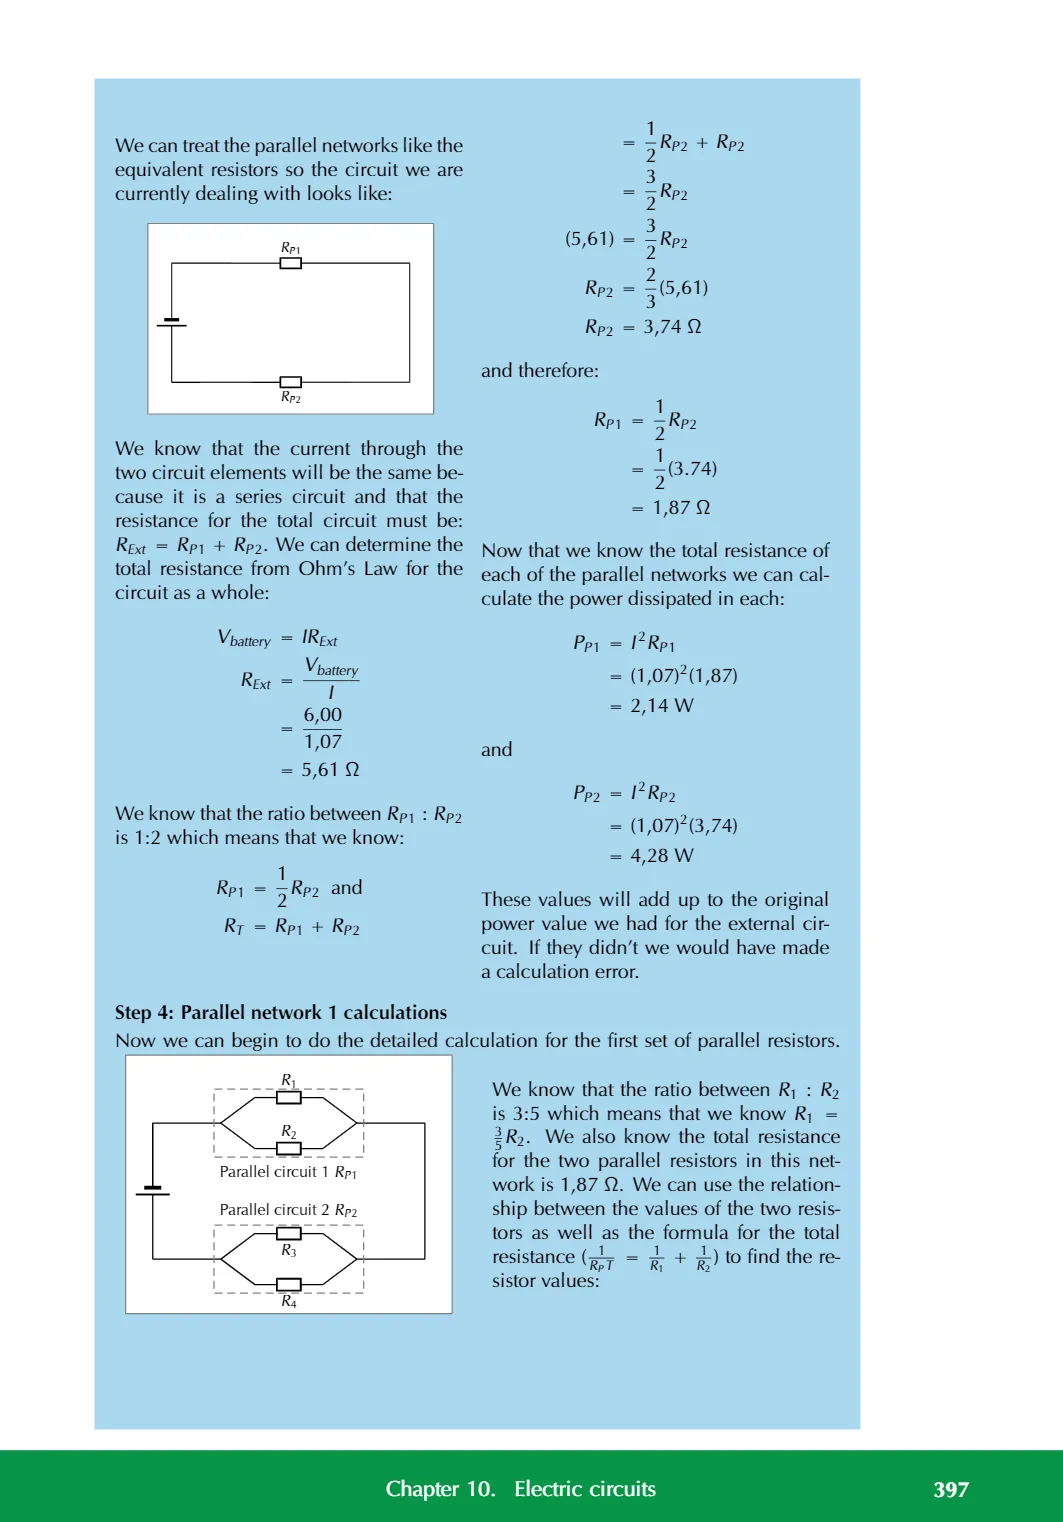 We can treat the parallel networks like the
equivalent resistors so the circuit we are
currently dealing with looks like:
R_{P1}
R_{P2}
We know that the current through the
two circuit elements will be the same be-
cause it is a series circuit and that the
resistance for the total circuit must be:
R_{Ext} = R_{P1} + R_{P2}. We can determine the
total resistance from Ohm's Law for the
circuit as a whole:
V_{battery} = IR_{Ext}
R_{Ext} = \frac{V_{battery}}{I}
= \frac{6,00}{1,07}
= 5,61 Ω
We know that the ratio between R_{P1} : R_{P2}
is 1:2 which means that we know:
R_{P1} = \frac{1}{2}R_{P2} and
R_T = R_{P1} + R_{P2}
= \frac{1}{2}R_{P2} + R_{P2}
= \frac{3}{2}R_{P2}
(5,61) = \frac{3}{2}R_{P2}
R_{P2} = \frac{2}{3}(5,61)
R_{P2} = 3,74 Ω
and therefore:
R_{P1} = \frac{1}{2}R_{P2}
= \frac{1}{2}(3.74)
= 1,87 Ω
Now that we know the total resistance of
each of the parallel networks we can cal-
culate the power dissipated in each:
P_{P1} = I^2R_{P1}
= (1,07)^2(1,87)
= 2,14 W
and
P_{P2} = I^2R_{P2}
= (1,07)^2(3,74)
= 4,28 W
These values will add up to the original
power value we had for the external cir-
cuit. If they didn't we would have made
a calculation error.
Step 4: Parallel network 1 calculations
Now we can begin to do the detailed calculation for the first set of parallel resistors.
R_1
R_2
Parallel circuit 1 R_{P1}
Parallel circuit 2 R_{P2}
R_3
R_4
We know that the ratio between R_1 : R_2
is 3:5 which means that we know R_1 =
\frac{3}{5}R_2. We also know the total resistance
for the two parallel resistors in this net-
work is 1,87 Ω. We can use the relation-
ship between the values of the two resis-
tors as well as the formula for the total
resistance (\frac{1}{R_PT} = \frac{1}{R_1} + \frac{1}{R_2}) to find the re-
sistor values:
Chapter 10. Electric circuits 397